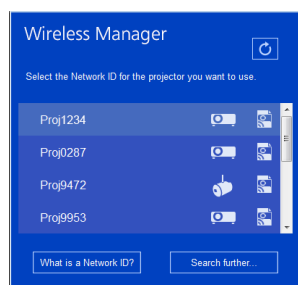 Wireless Manager
Select the Network ID for the projector you want to use.
Proj1234
Proj0287
Proj9472
Proj9953
What is a Network ID?
Search further...